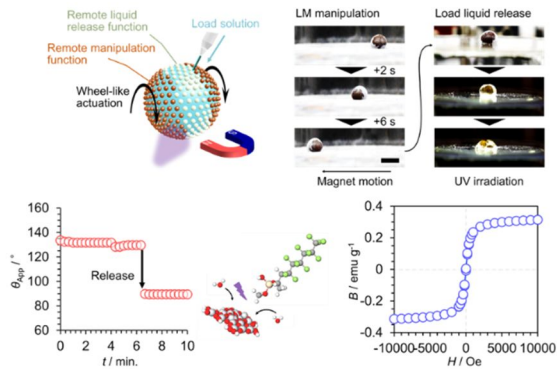 Remote liquid
release function
Load solution
Remote manipulation
function
Wheel-like
actuation
LM manipulation
+2 s
+6 s
Magnet motion
Load liquid release
UV irradiation
160
140
120
100
80
60
θapp / °
Release
0
2
4
6
8
10
t / min.
0.4
0.2
0
-0.2
-0.4
B / emu g⁻¹
-10000
-5000
0
5000
10000
H / Oe